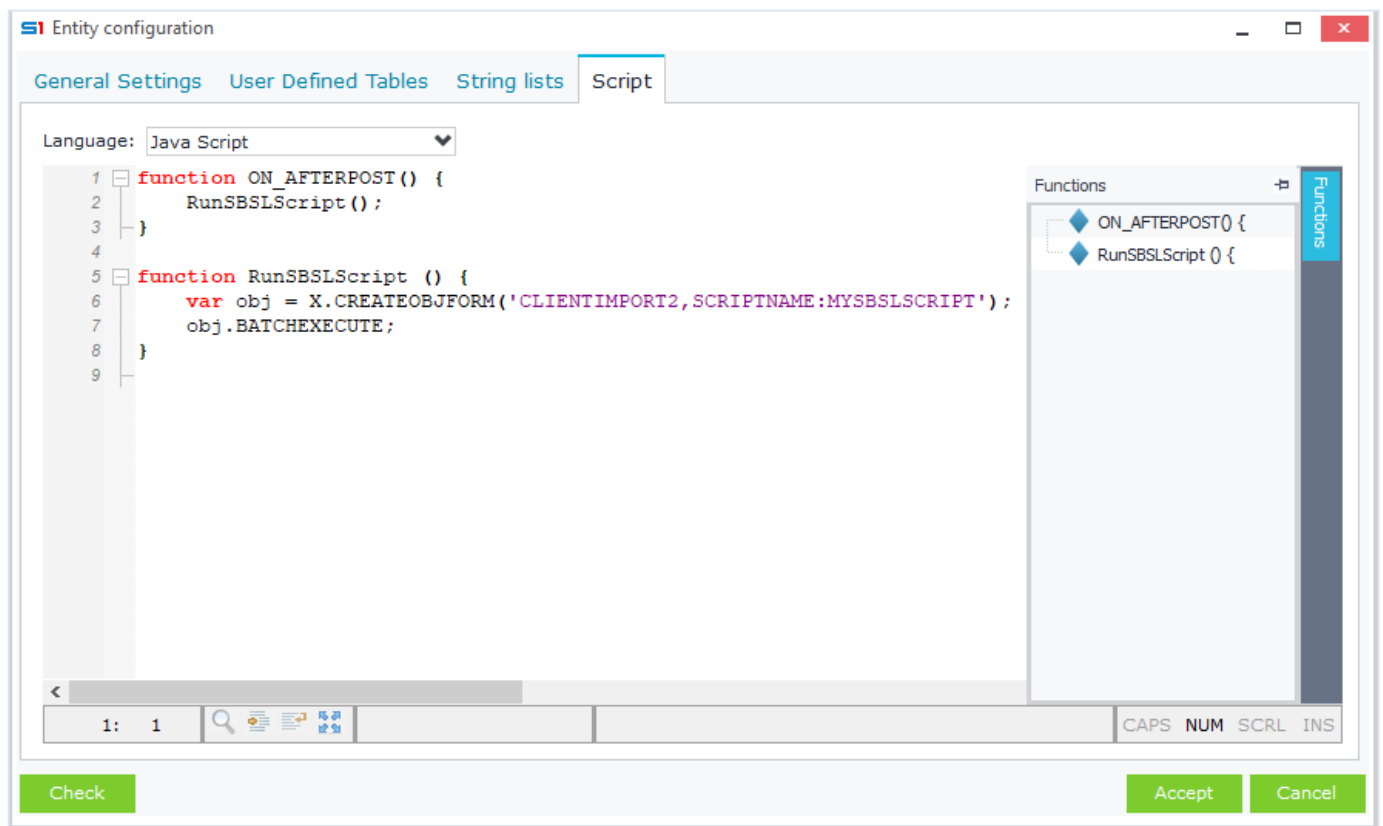 S1 Entity configuration
General Settings User Defined Tables String lists Script
Language: Java Script
1 function ON_AFTERPOST() {
2 RunSBSLScript();
3 }
4
5 function RunSBSLScript () {
6 var obj = X.CREATEOBJFORM('CLIENTIMPORT2,SCRIPTNAME:MYSBSLSCRIPT');
7 obj.BATCHEXECUTE;
8 }
9
Functions
ON_AFTERPOST() {
RunSBSLScript () {
Functions
1: 1 CAPS NUM SCRL INS
Check Accept Cancel